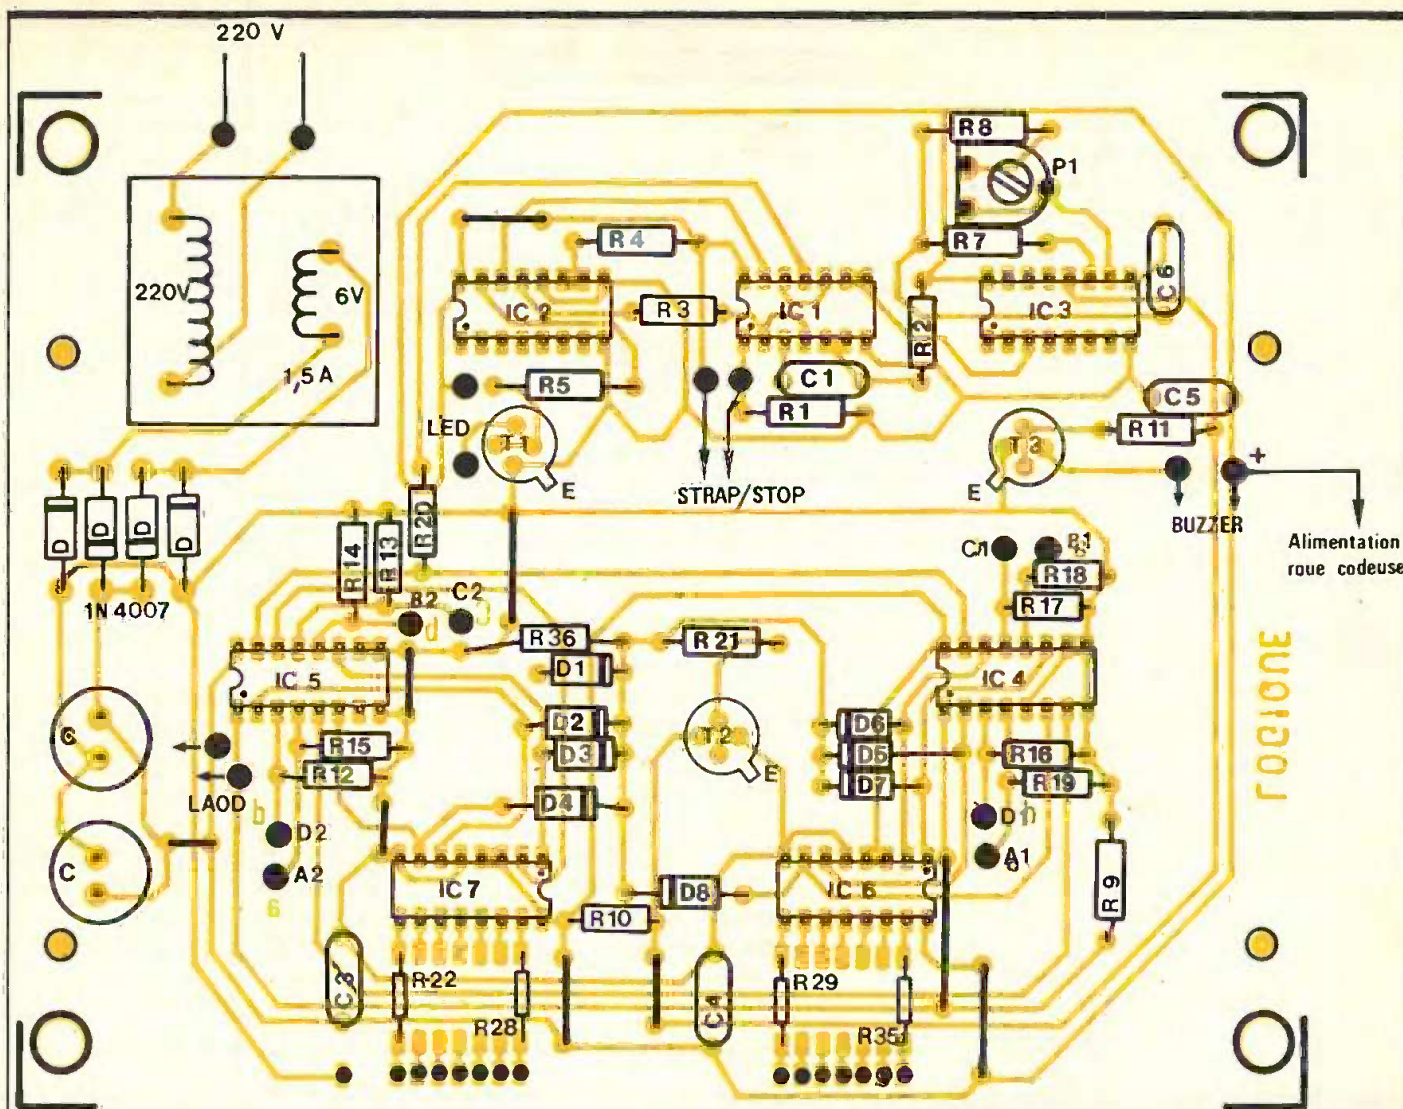 220 V
R8
P1
R4
R7
C6
220V
6V
IC 2
R3
IC 1
R2
IC 3
1,5 A
R5
C1
C5
R1
R11
LED
T1
T3
+
E
STRAP/STOP
E
BUZZER
Alimentation
roue codeuse
D
D
D
D
R14
R13
R20
C1
B1
R18
1N 4007
B2
C2
R17
d
R36
R21
D1
IC 5
IC 4
LOGIQUE
D2
D6
C
R15
D3
T2
D5
R16
R12
E
D7
R19
LAOD
D4
b
D2
D1
b
A2
A1
C
IC 7
D8
IC 6
R9
R10
C3
R-22
C4
R29
R28
R35